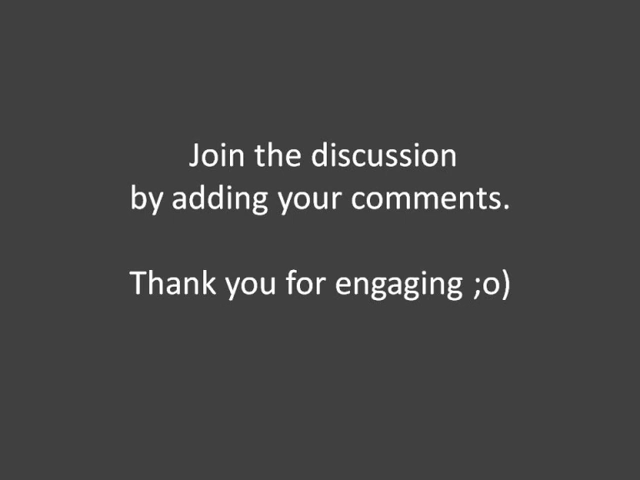 Join the discussion
by adding your comments.
Thank you for engaging ;o)